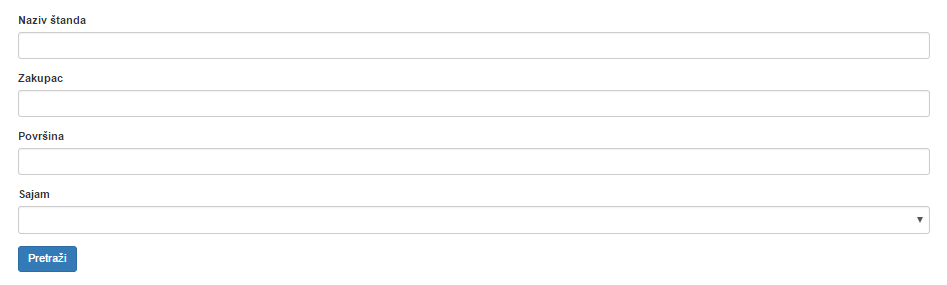 Naziv štanda
Zakupac
Površina
Sajam
Pretraži